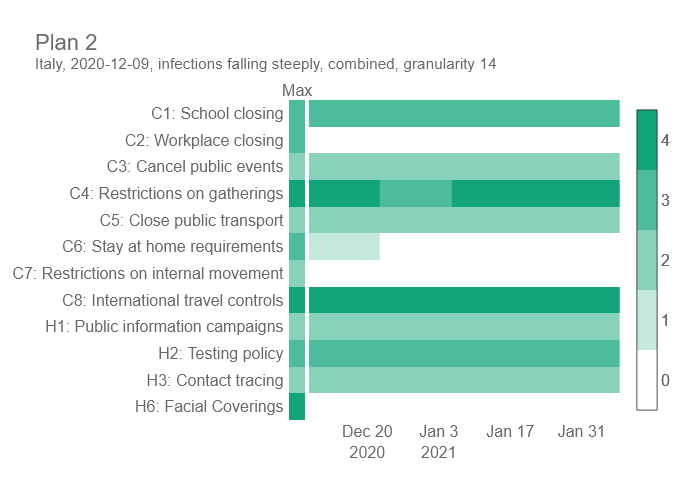 Plan 2
Italy, 2020-12-09, infections falling steeply, combined, granularity 14
Max
C1: School closing
C2: Workplace closing
C3: Cancel public events
C4: Restrictions on gatherings
C5: Close public transport
C6: Stay at home requirements
C7: Restrictions on internal movement
C8: International travel controls
H1: Public information campaigns
H2: Testing policy
H3: Contact tracing
H6: Facial Coverings
4
3
2
1
0
Dec 20 Jan 3 Jan 17 Jan 31
2020 2021